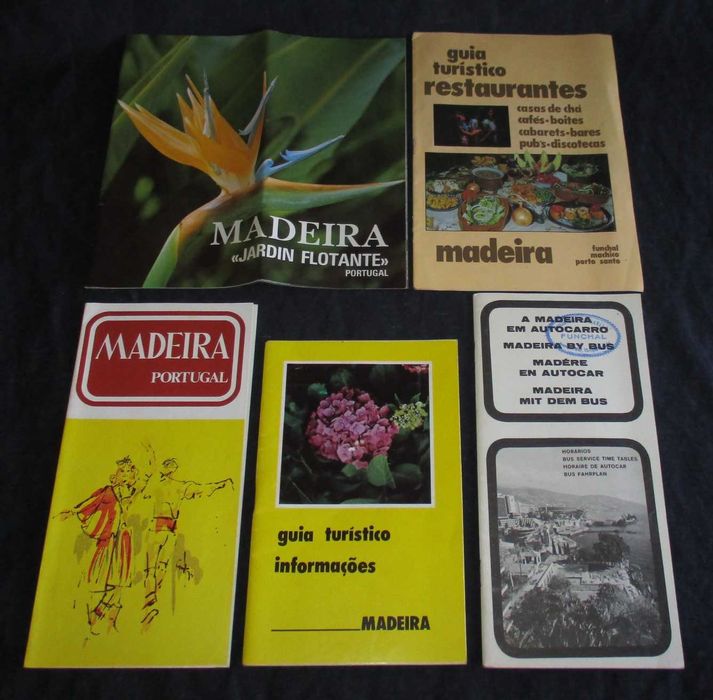 MADEIRA
«JARDIN FLOTANTE»
PORTUGAL
guia
turístico
restaurantes
casas de chá
cafés-boites
cabarets-bares
pub's-discotecas
madeira
funchal
machico
porto santo
MADEIRA
PORTUGAL
guia turístico
informações
MADEIRA
A MADEIRA
EM AUTOCARRO
MADEIRA BY BUS
MADÈRE
EN AUTOCAR
MADEIRA
MIT DEM BUS
FUNCHAL
HORÁRIOS
BUS SERVICE TIME TABLES
HORAIRE DE AUTOCAR
BUS FAHRPLAN